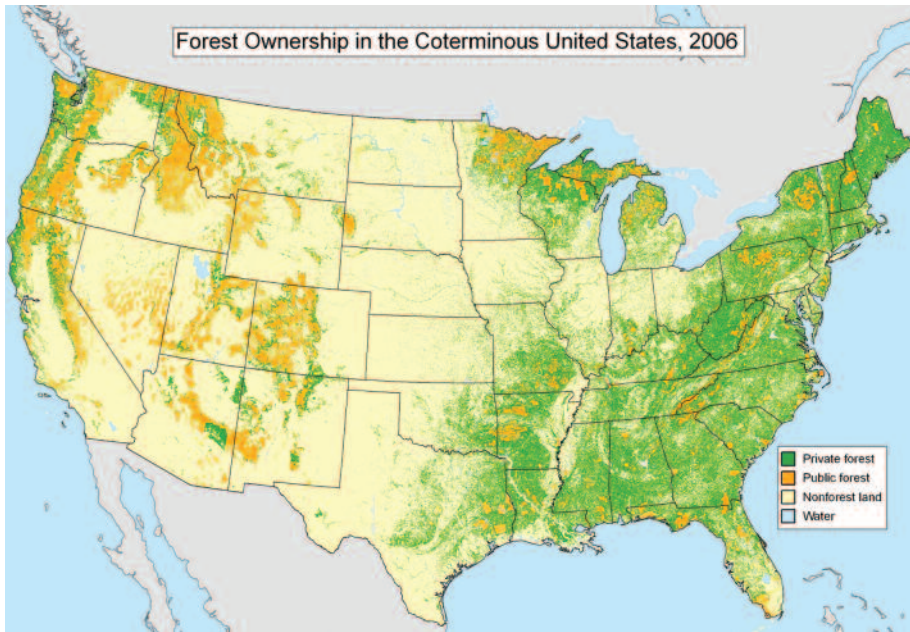 Forest Ownership in the Coterminous United States, 2006
Private forest
Public forest
Nonforest land
Water